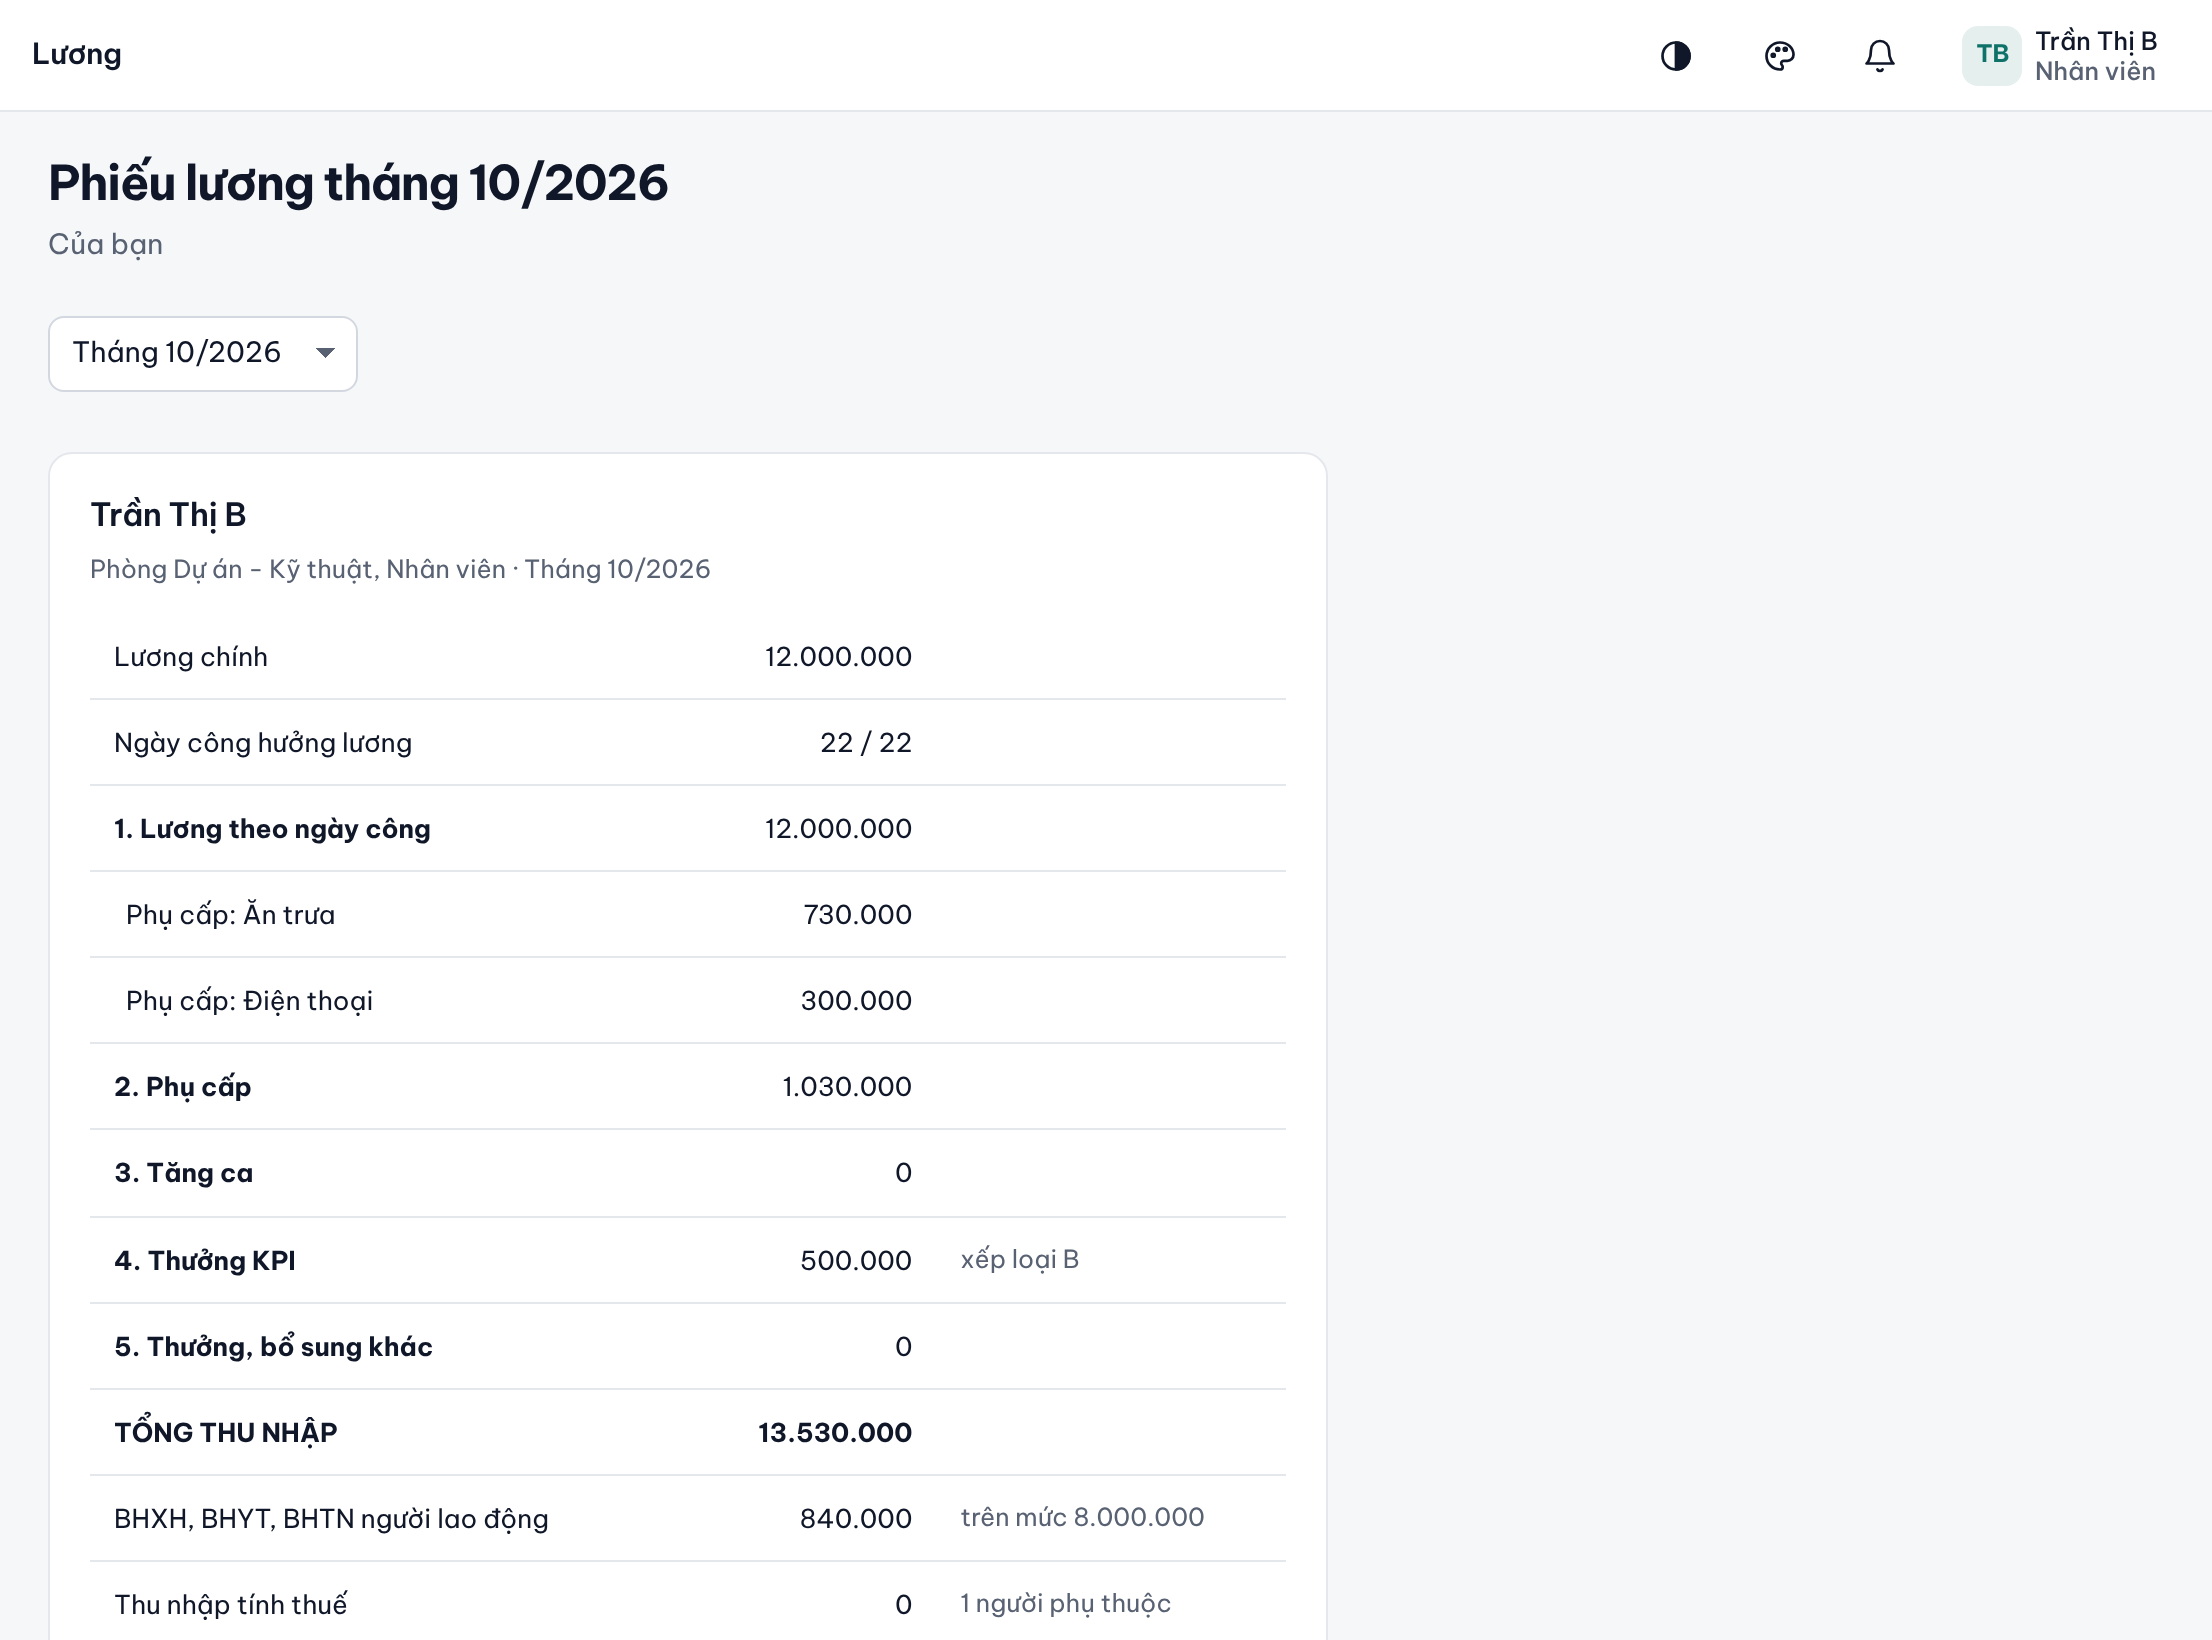 Lương
TB
Trần Thị B
Nhân viên
Phiếu lương tháng 10/2026
Của bạn
Tháng 10/2026
Trần Thị B
Phòng Dự án - Kỹ thuật, Nhân viên · Tháng 10/2026
Lương chính 12.000.000
Ngày công hưởng lương 22 / 22
1. Lương theo ngày công 12.000.000
Phụ cấp: Ăn trưa 730.000
Phụ cấp: Điện thoại 300.000
2. Phụ cấp 1.030.000
3. Tăng ca 0
4. Thưởng KPI 500.000 xếp loại B
5. Thưởng, bổ sung khác 0
TỔNG THU NHẬP 13.530.000
BHXH, BHYT, BHTN người lao động 840.000 trên mức 8.000.000
Thu nhập tính thuế 0 1 người phụ thuộc